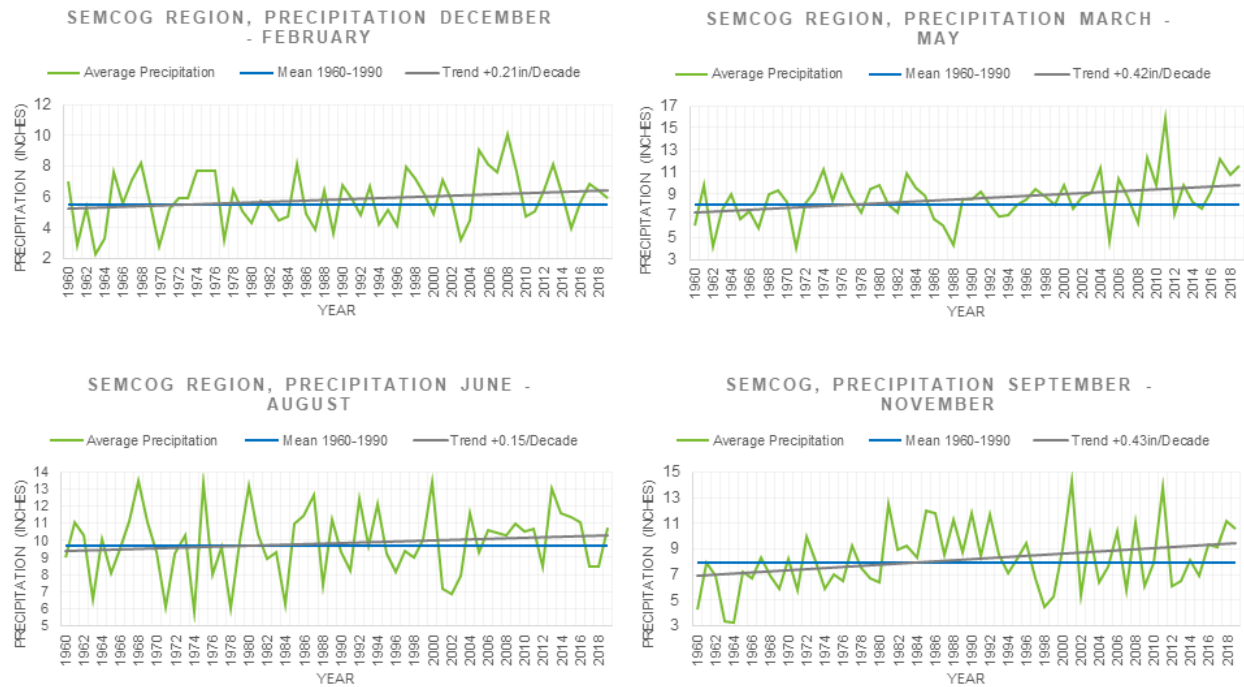 SEMCOG REGION, PRECIPITATION DECEMBER
- FEBRUARY
Average Precipitation Mean 1960-1990 Trend +0.21in/Decade
PRECIPITATION (INCHES)
12
10
8
6
4
2
1960 1962 1964 1966 1968 1970 1972 1974 1976 1978 1980 1982 1984 1986 1988 1990 1992 1994 1996 1998 2000 2002 2004 2006 2008 2010 2012 2014 2016 2018
YEAR
SEMCOG REGION, PRECIPITATION MARCH -
MAY
Average Precipitation Mean 1960-1990 Trend +0.42in/Decade
PRECIPITATION (INCHES)
17
15
13
11
9
7
5
3
1960 1962 1964 1966 1968 1970 1972 1974 1976 1978 1980 1982 1984 1986 1988 1990 1992 1994 1996 1998 2000 2002 2004 2006 2008 2010 2012 2014 2016 2018
YEAR
SEMCOG REGION, PRECIPITATION JUNE -
AUGUST
Average Precipitation Mean 1960-1990 Trend +0.15/Decade
PRECIPITATION (INCHES)
14
13
12
11
10
9
8
7
6
5
1960 1962 1964 1966 1968 1970 1972 1974 1976 1978 1980 1982 1984 1986 1988 1990 1992 1994 1996 1998 2000 2002 2004 2006 2008 2010 2012 2014 2016 2018
YEAR
SEMCOG, PRECIPITATION SEPTEMBER -
NOVEMBER
Average Precipitation Mean 1960-1990 Trend +0.43in/Decade
PRECIPITATION (INCHES)
15
13
11
9
7
5
3
1960 1962 1964 1966 1968 1970 1972 1974 1976 1978 1980 1982 1984 1986 1988 1990 1992 1994 1996 1998 2000 2002 2004 2006 2008 2010 2012 2014 2016 2018
YEAR